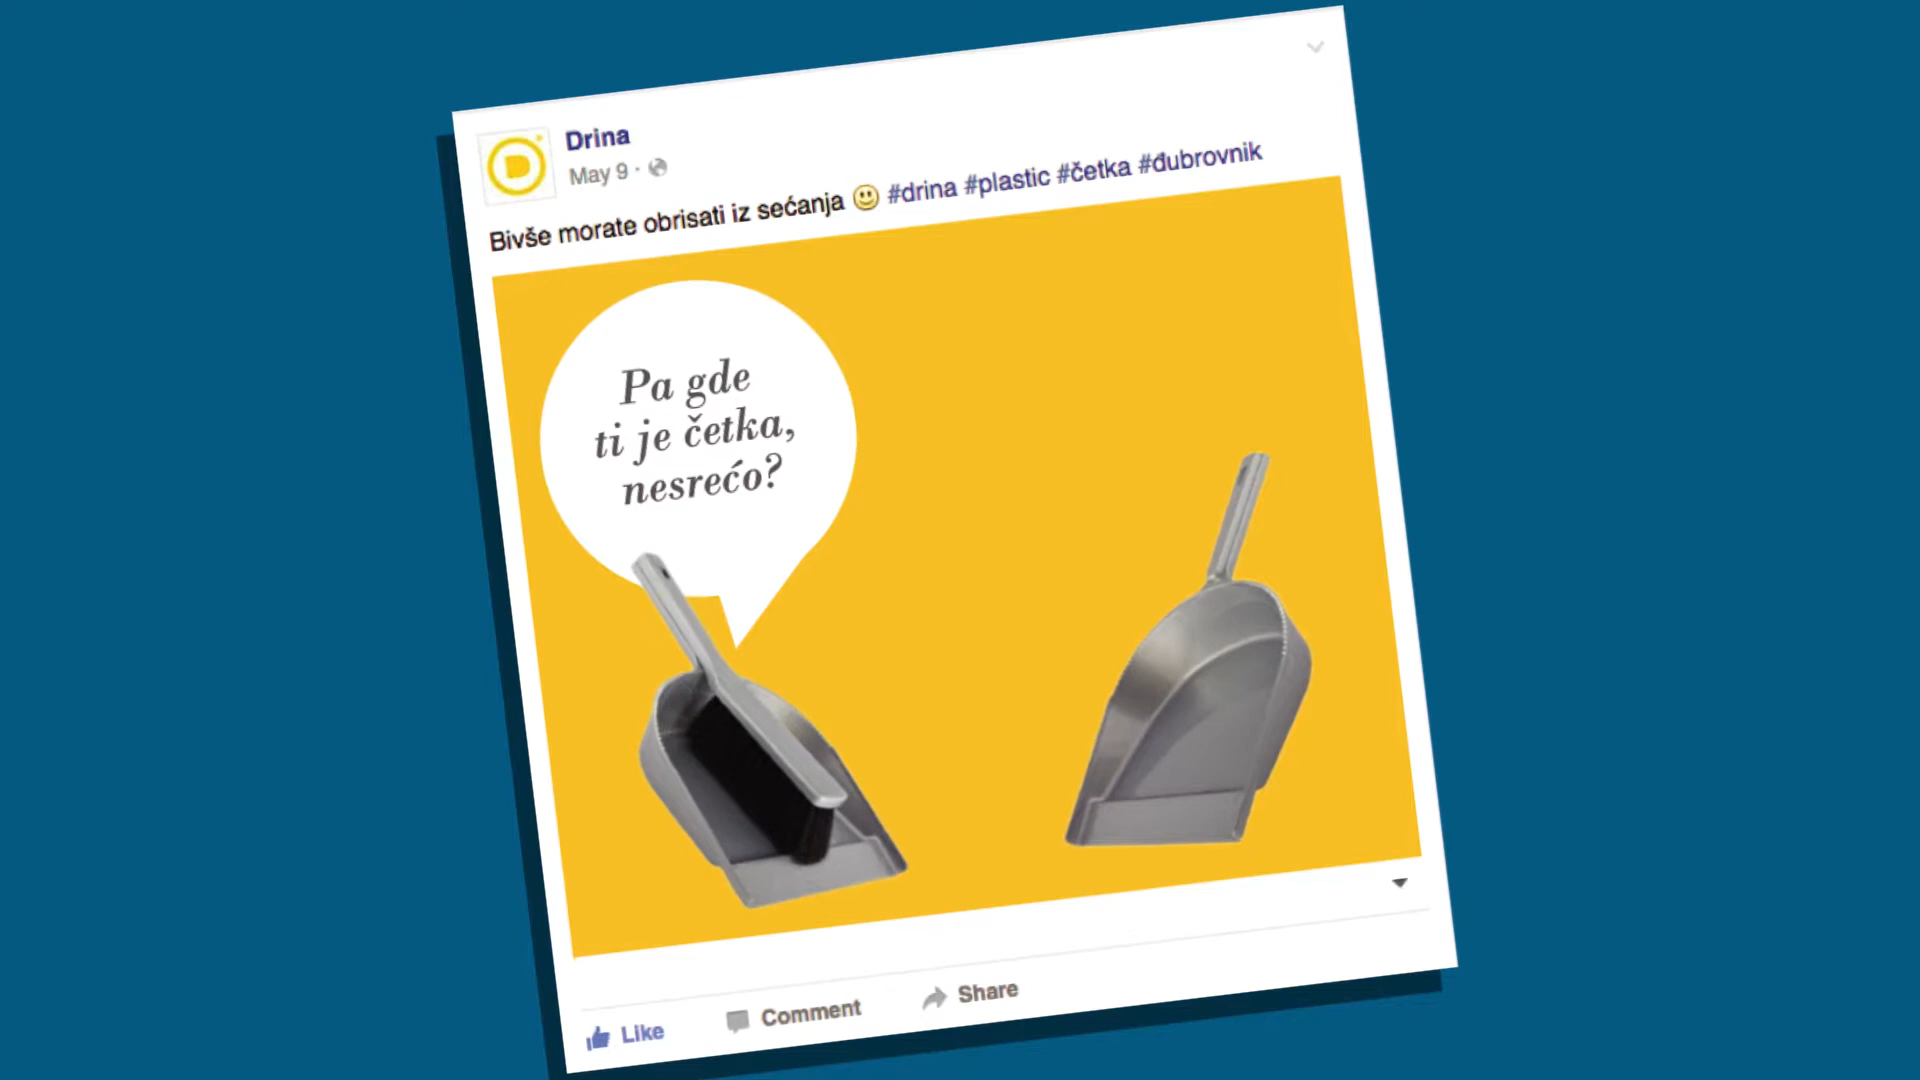 Drina
May 9 ·
Bivše morate obrisati iz sećanja 🙂 #drina #plastic #četka #đubrovnik
Pa gde
ti je četka,
nesrećo?
Like Comment Share